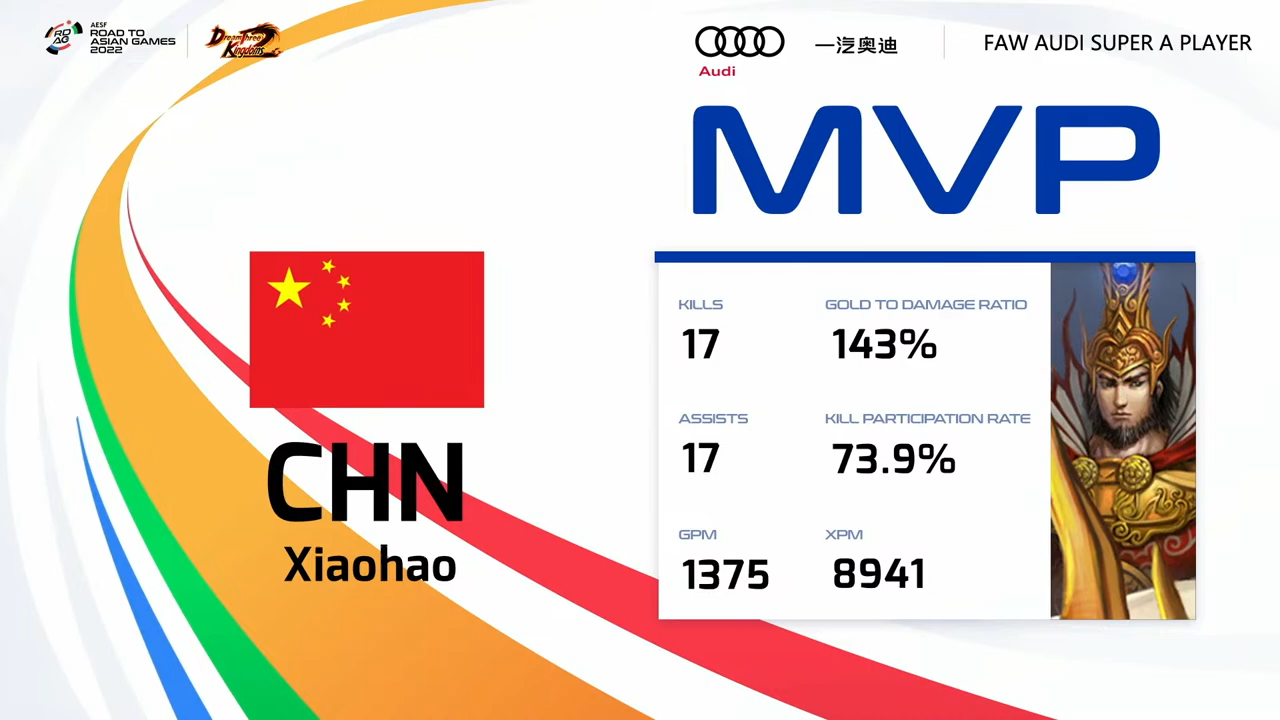 AESF
ROAD TO
ASIAN GAMES
2022
RDAG
Dream Three
Kingdoms 2
Audi
一汽奥迪
FAW AUDI SUPER A PLAYER
MVP
KILLS
17
GOLD TO DAMAGE RATIO
143%
ASSISTS
17
KILL PARTICIPATION RATE
73.9%
GPM
1375
XPM
8941
CHN
Xiaohao